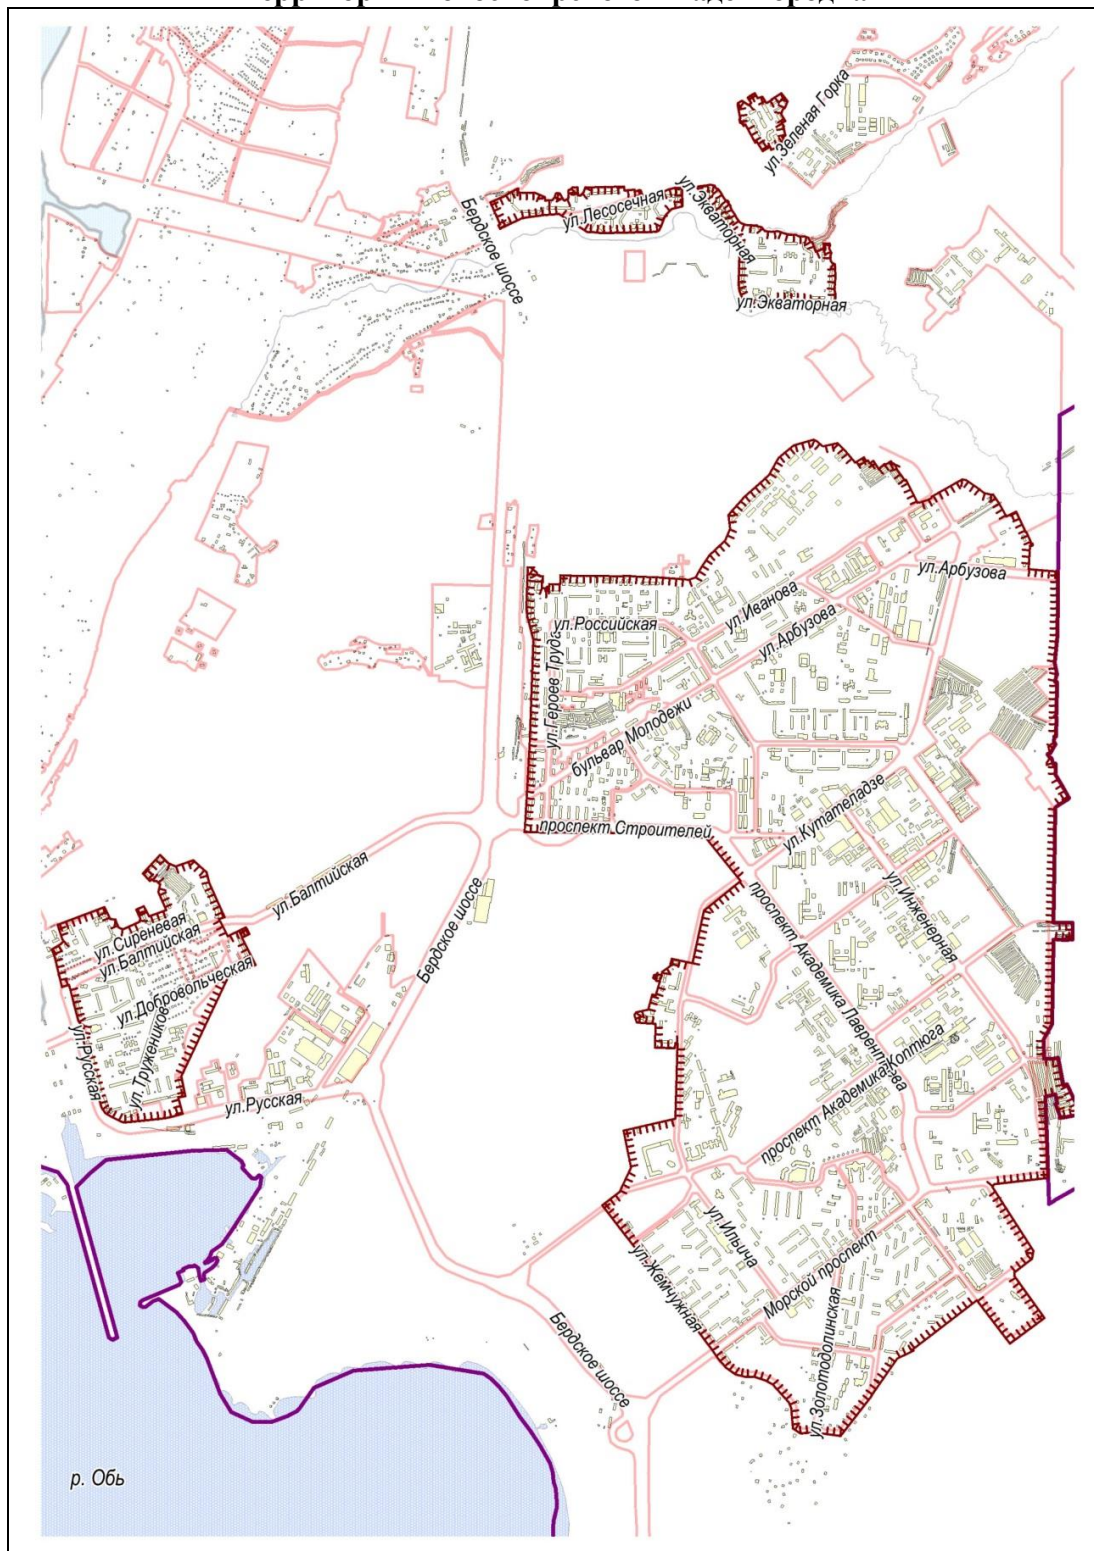 ул.Зеленая Горка
ул.Лесосечная
ул.Экваторная
Бердское шоссе
ул.Экваторная
ул.Арбузова
ул.Иванова
ул.Российская
ул.Арбузова
ул.Героев Труда
бульвар Молодежи
ул.Кутателадзе
проспект Строителей
ул.Балтийская
Бердское шоссе
проспект Академика Лаврентьева
ул.Инженерная
ул.Сиреневая
ул.Балтийская
ул.Добровольческая
ул.Тружеников
ул.Русская
ул.Русская
проспект Академика Коптюга
ул.Ильича
ул.Жемчужная
Морской проспект
ул.Золотодолинская
Бердское шоссе
р. Обь